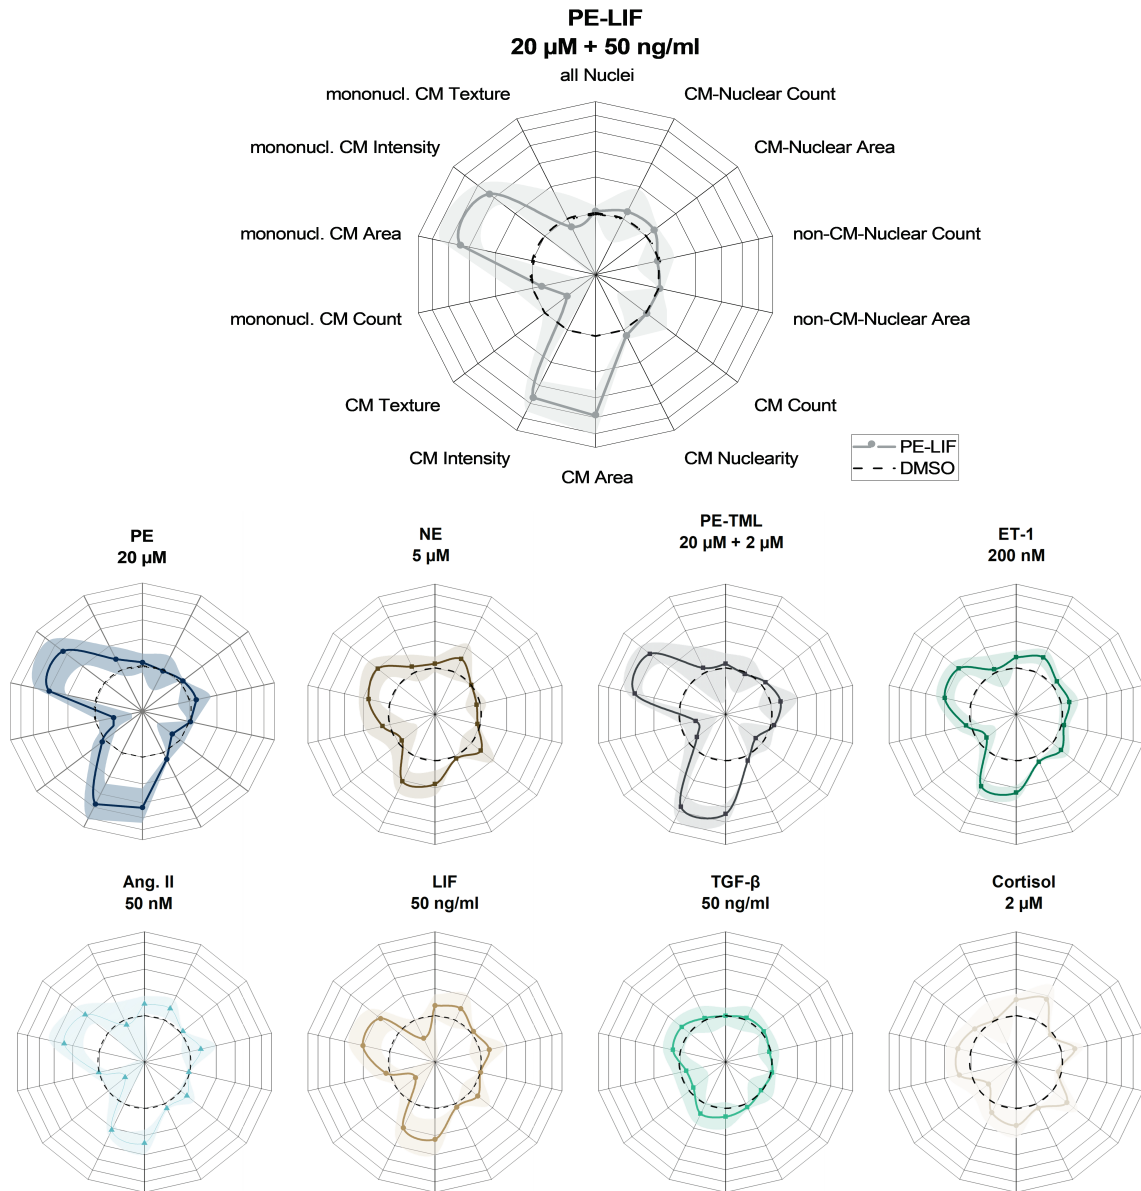 PE-LIF
20 µM + 50 ng/ml
all Nuclei
mononucl. CM Texture
CM-Nuclear Count
mononucl. CM Intensity
CM-Nuclear Area
mononucl. CM Area
non-CM-Nuclear Count
mononucl. CM Count
non-CM-Nuclear Area
CM Texture
CM Count
CM Intensity
CM Nuclearity
CM Area
PE-LIF
DMSO
PE
20 µM
NE
5 µM
PE-TML
20 µM + 2 µM
ET-1
200 nM
Ang. II
50 nM
LIF
50 ng/ml
TGF-β
50 ng/ml
Cortisol
2 µM